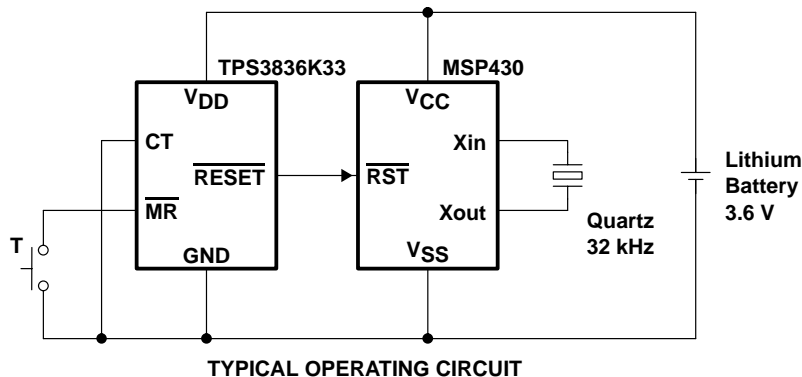 TPS3836K33
MSP430
VDD
VCC
CT
Xin
RESET
RST
MR
Xout
T
GND
VSS
Quartz
32 kHz
Lithium
Battery
3.6 V
TYPICAL OPERATING CIRCUIT